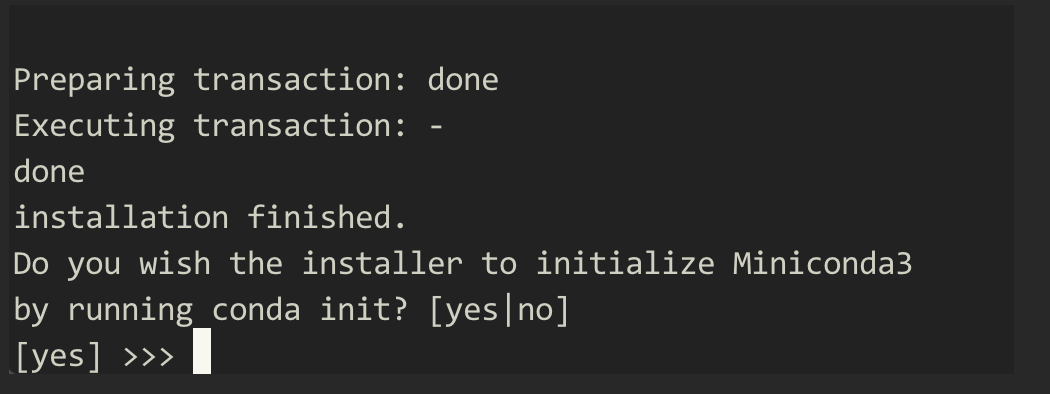 Preparing transaction: done
Executing transaction: -
done
installation finished.
Do you wish the installer to initialize Miniconda3
by running conda init? [yes|no]
[yes] >>>